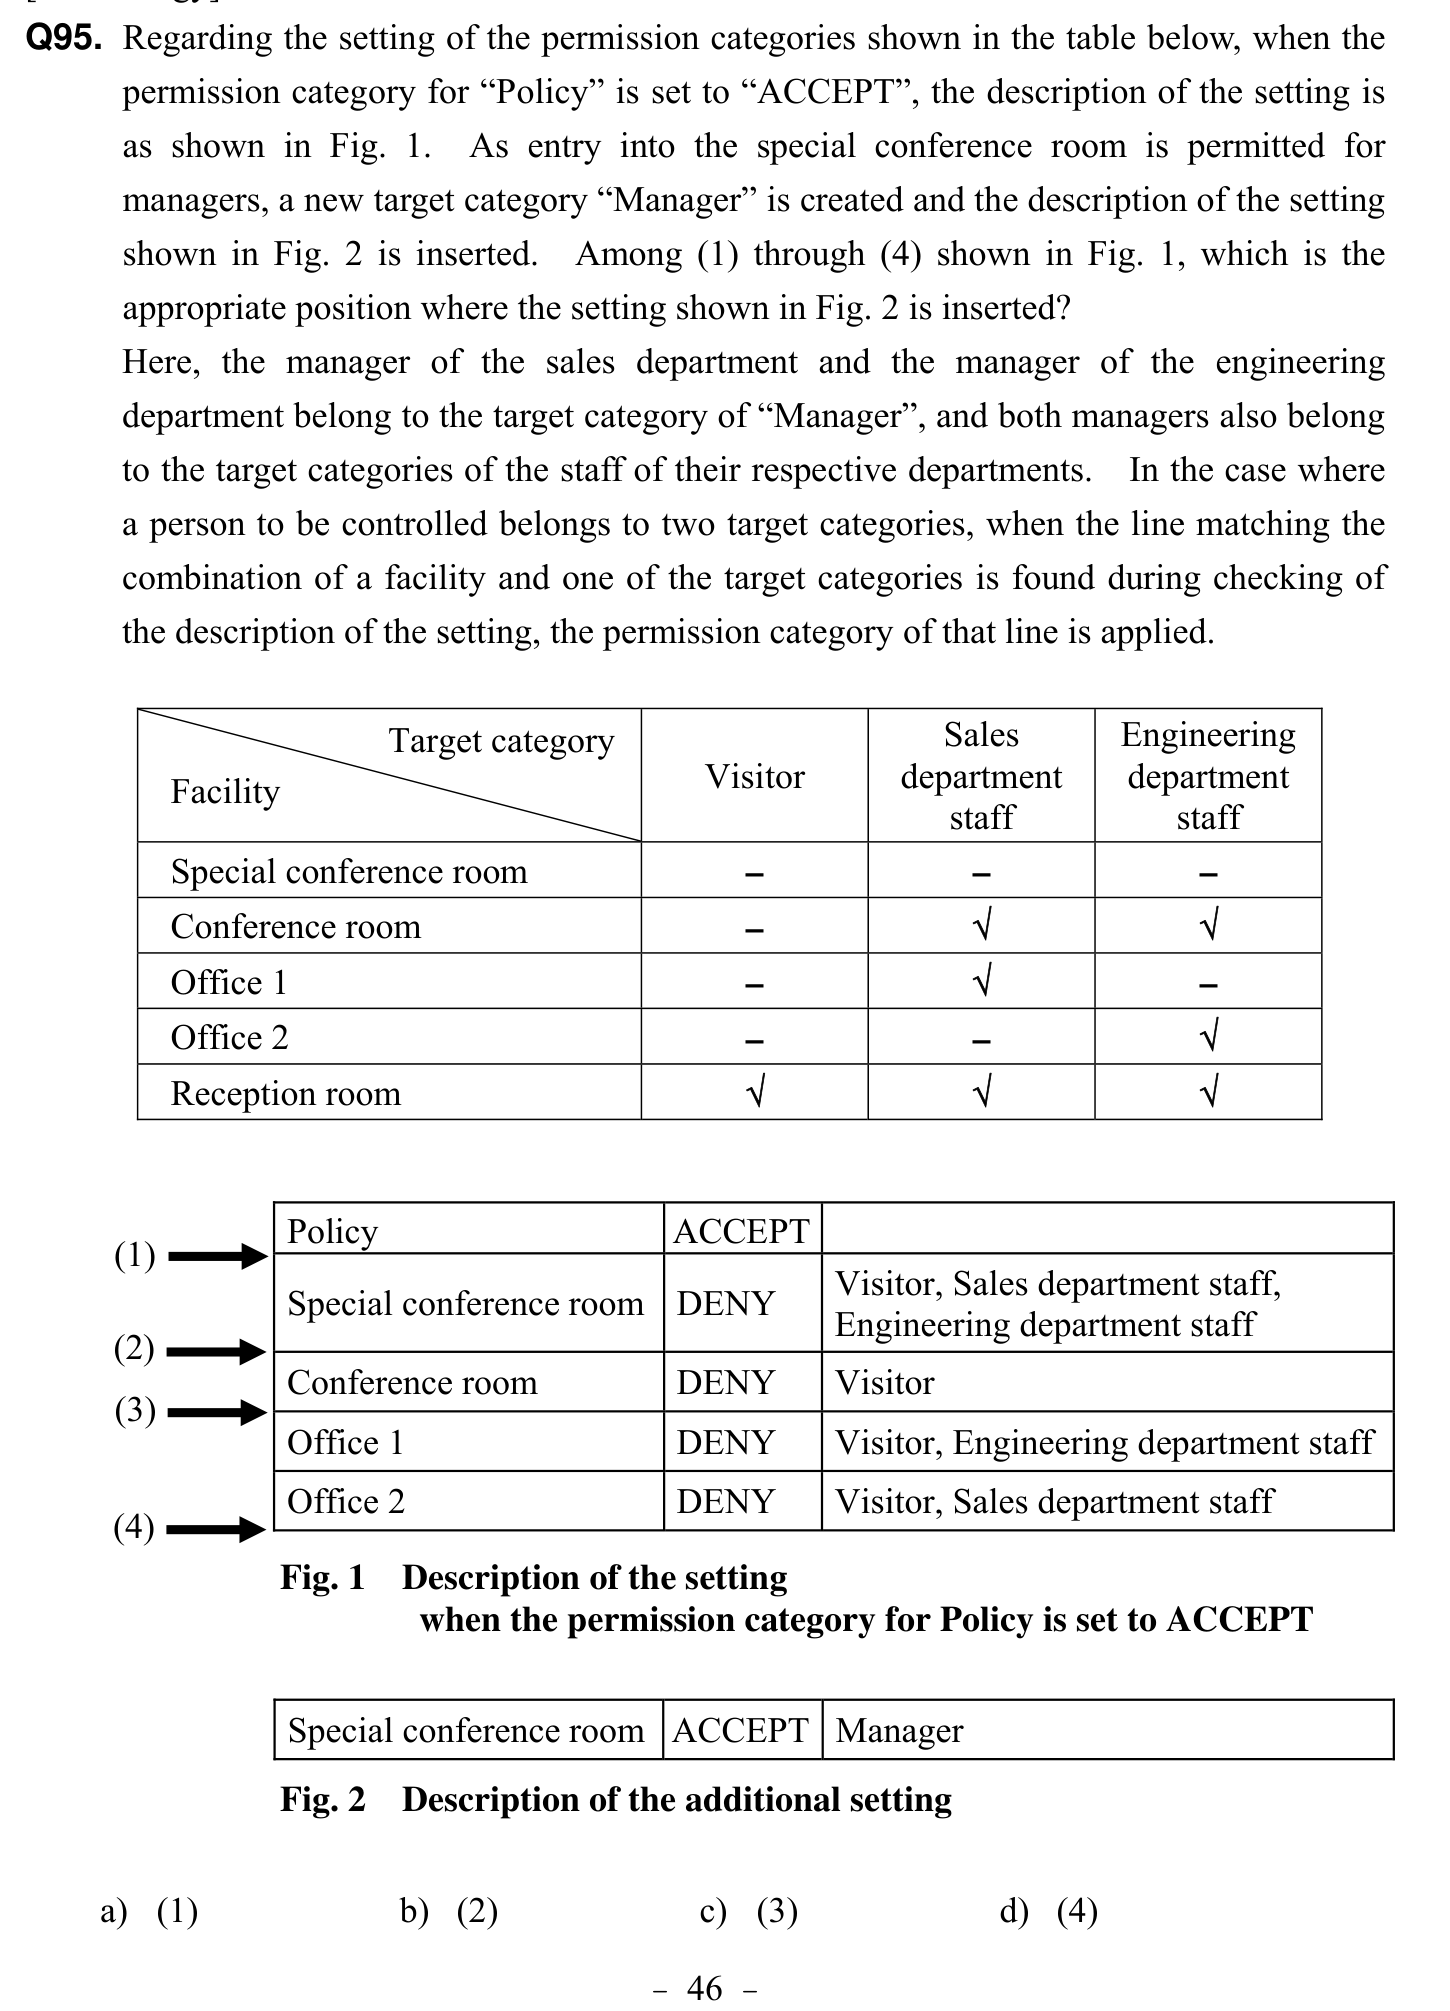 Q95. Regarding the setting of the permission categories shown in the table below, when the
permission category for “Policy” is set to “ACCEPT”, the description of the setting is
as shown in Fig. 1. As entry into the special conference room is permitted for
managers, a new target category “Manager” is created and the description of the setting
shown in Fig. 2 is inserted. Among (1) through (4) shown in Fig. 1, which is the
appropriate position where the setting shown in Fig. 2 is inserted?
Here, the manager of the sales department and the manager of the engineering
department belong to the target category of “Manager”, and both managers also belong
to the target categories of the staff of their respective departments. In the case where
a person to be controlled belongs to two target categories, when the line matching the
combination of a facility and one of the target categories is found during checking of
the description of the setting, the permission category of that line is applied.
Target category
Facility
Visitor
Sales
department
staff
Engineering
department
staff
Special conference room – – –
Conference room – √ √
Office 1 – √ –
Office 2 – – √
Reception room √ √ √
Policy ACCEPT
(1)
Special conference room DENY Visitor, Sales department staff,
Engineering department staff
(2)
Conference room DENY Visitor
(3)
Office 1 DENY Visitor, Engineering department staff
Office 2 DENY Visitor, Sales department staff
(4)
Fig. 1 Description of the setting
when the permission category for Policy is set to ACCEPT
Special conference room ACCEPT Manager
Fig. 2 Description of the additional setting
a) (1) b) (2) c) (3) d) (4)
– 46 –